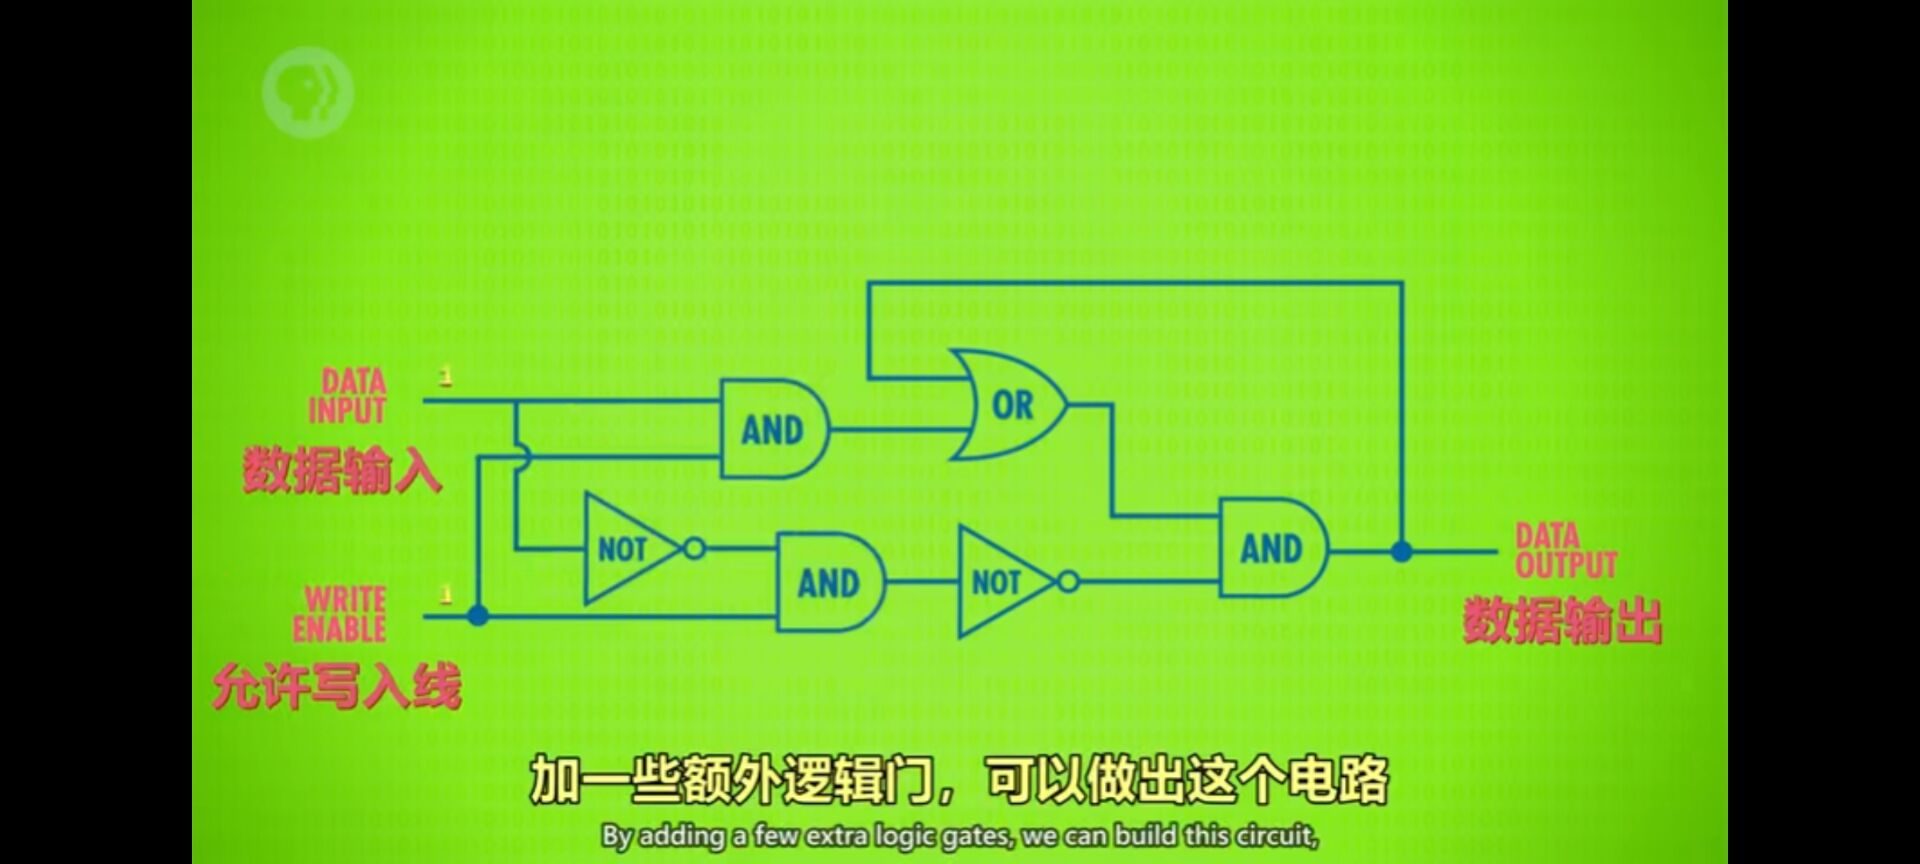 DATA
INPUT
1
数据输入
WRITE
ENABLE
1
允许写入线
AND
OR
NOT
AND
NOT
AND
DATA
OUTPUT
数据输出
加一些额外逻辑门，可以做出这个电路
By adding a few extra logic gates, we can build this circuit,